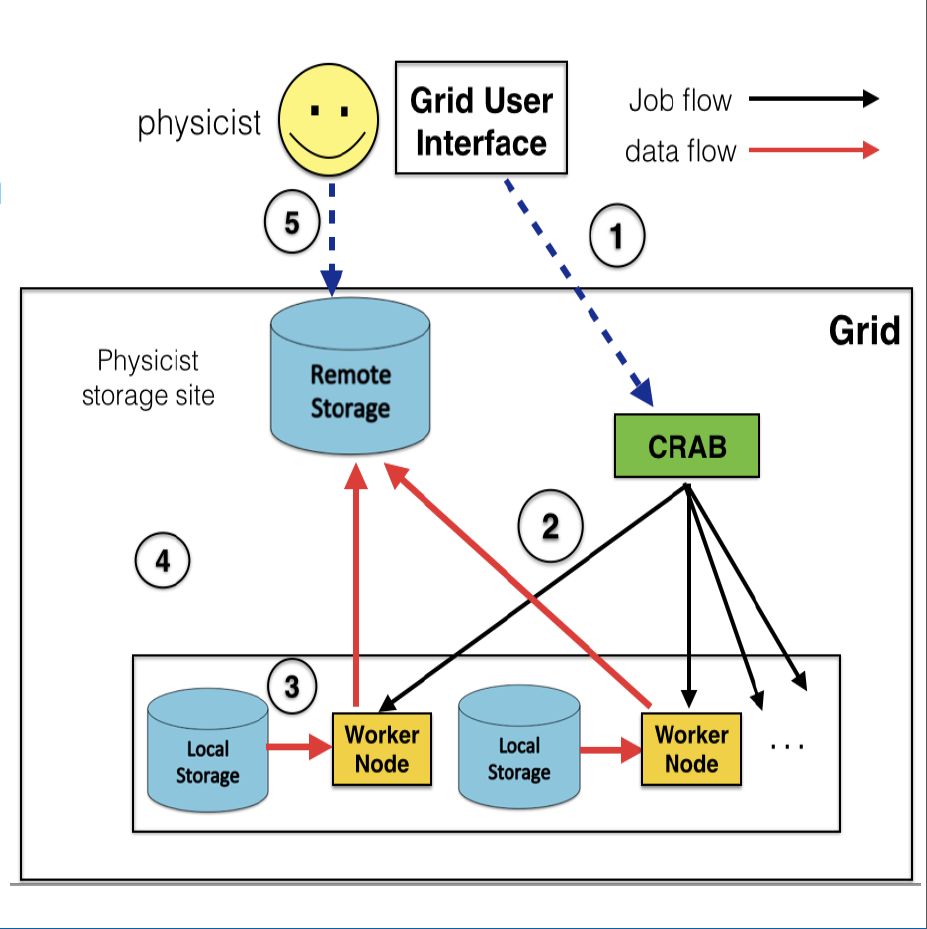 physicist
Grid User
Interface
Job flow
data flow
5
1
Grid
Physicist
storage site
Remote
Storage
CRAB
2
4
3
Local
Storage
Worker
Node
Local
Storage
Worker
Node
...